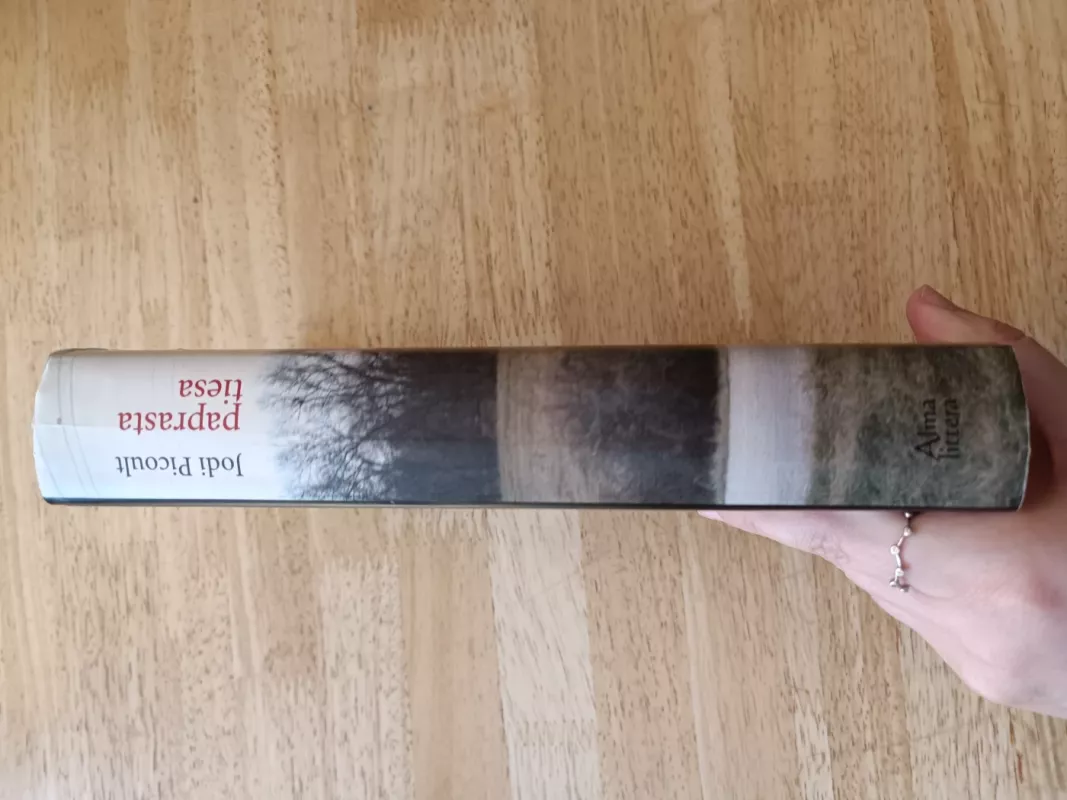 Jodi Picoult
paprasta
tiesa
Alma
littera